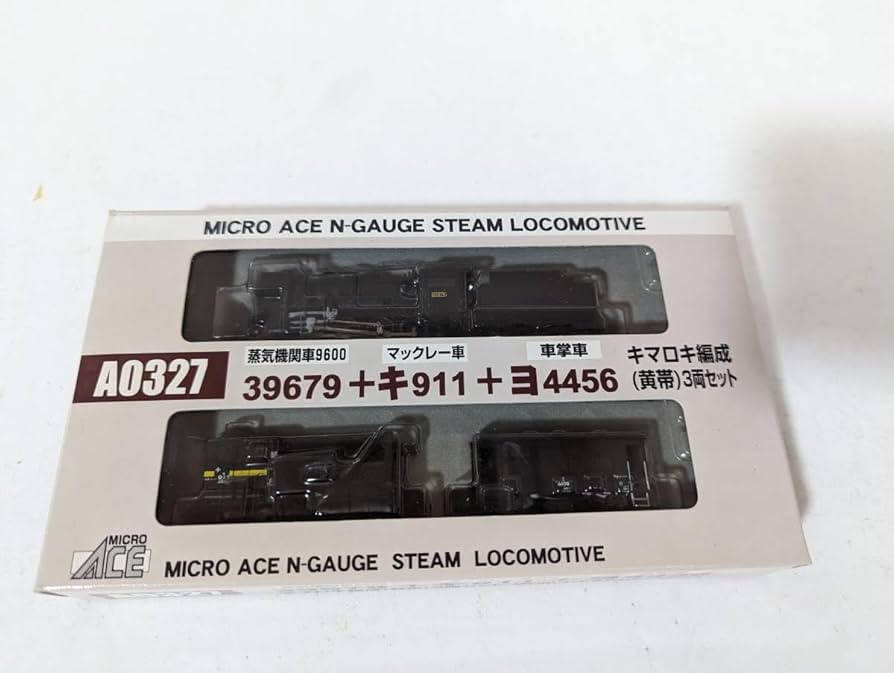 MICRO ACE N-GAUGE STEAM LOCOMOTIVE
A0327
蒸気機関車9600 マックレー車 車掌車
39679+キ911+ヨ4456
キマロキ編成
(黄帯)3両セット
MICRO
ACE
MICRO ACE N-GAUGE STEAM LOCOMOTIVE